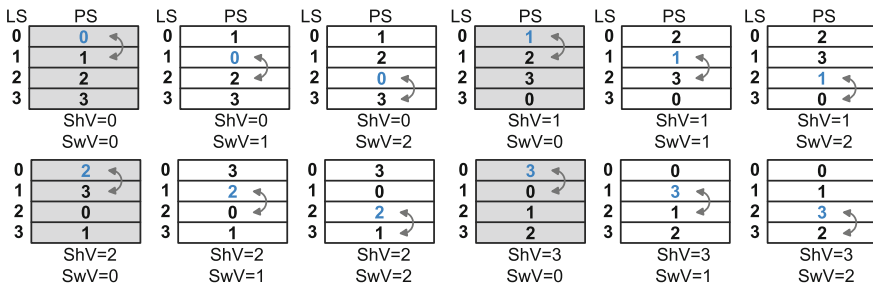 LS PS LS PS LS PS LS PS LS PS LS PS
0 0 0 1 0 1 0 1 0 2 0 2
1 1 1 0 1 2 1 2 1 1 1 3
2 2 2 2 2 0 2 3 2 3 2 1
3 3 3 3 3 3 3 0 3 0 3 0
ShV=0 ShV=0 ShV=0 ShV=1 ShV=1 ShV=1
SwV=0 SwV=1 SwV=2 SwV=0 SwV=1 SwV=2
0 2 0 3 0 3 0 3 0 0 0 0
1 3 1 2 1 0 1 0 1 3 1 1
2 0 2 0 2 2 2 1 2 1 2 3
3 1 3 1 3 1 3 2 3 2 3 2
ShV=2 ShV=2 ShV=2 ShV=3 ShV=3 ShV=3
SwV=0 SwV=1 SwV=2 SwV=0 SwV=1 SwV=2